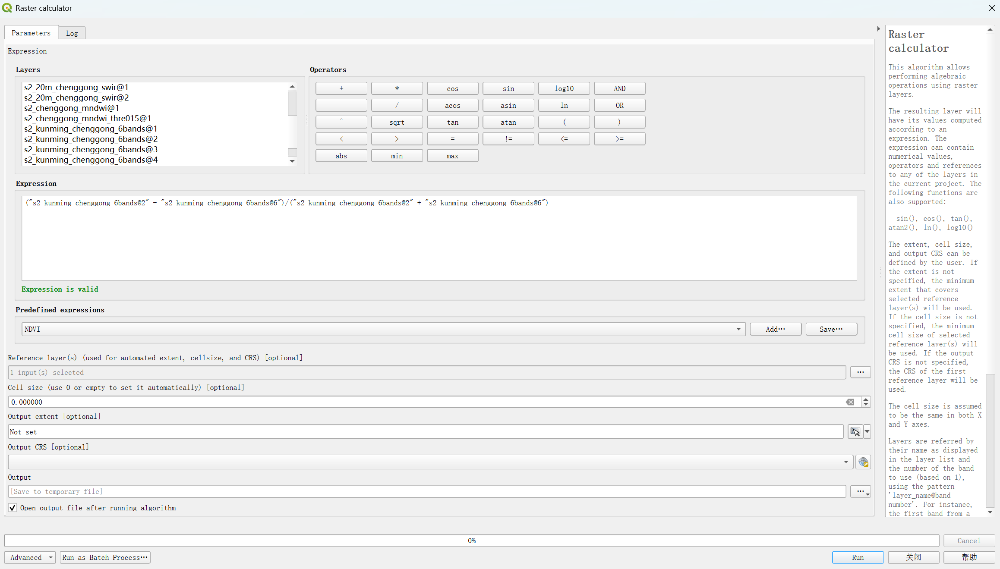 Raster calculator
Parameters
Log
Expression
Layers
s2_20m_chenggong_swir@1
s2_20m_chenggong_swir@2
s2_chenggong_mndwi@1
s2_chenggong_mndwi_thre015@1
s2_kunming_chenggong_6bands@1
s2_kunming_chenggong_6bands@2
s2_kunming_chenggong_6bands@3
s2_kunming_chenggong_6bands@4
Operators
+ * cos sin log10 AND
- / acos asin ln OR
^ sqrt tan atan ( )
< > = != <= >=
abs min max
Expression
("s2_kunming_chenggong_6bands@2" - "s2_kunming_chenggong_6bands@6")/("s2_kunming_chenggong_6bands@2" + "s2_kunming_chenggong_6bands@6")
Expression is valid
Predefined expressions
NDVI
Add…
Save…
Reference layer(s) (used for automated extent, cellsize, and CRS) [optional]
1 input(s) selected
…
Cell size (use 0 or empty to set it automatically) [optional]
0.000000
Output extent [optional]
Not set
Output CRS [optional]
Output
[Save to temporary file]
…
Open output file after running algorithm
0%
Cancel
Advanced
Run as Batch Process…
Run
关闭
帮助
Raster
calculator
This algorithm allows
performing algebraic
operations using raster
layers.
The resulting layer will
have its values computed
according to an
expression. The
expression can contain
numerical values,
operators and references
to any of the layers in
the current project. The
following functions are
also supported:
- sin(), cos(), tan(),
atan2(), ln(), log10()
The extent, cell size,
and output CRS can be
defined by the user. If
the extent is not
specified, the minimum
extent that covers
selected reference
layer(s) will be used.
If the cell size is not
specified, the minimum
cell size of selected
reference layer(s) will
be used. If the output
CRS is not specified,
the CRS of the first
reference layer will be
used.
The cell size is assumed
to be the same in both X
and Y axes.
Layers are referred by
their name as displayed
in the layer list and
the number of the band
to use (based on 1),
using the pattern
'layer_name@band
number'. For instance,
the first band from a